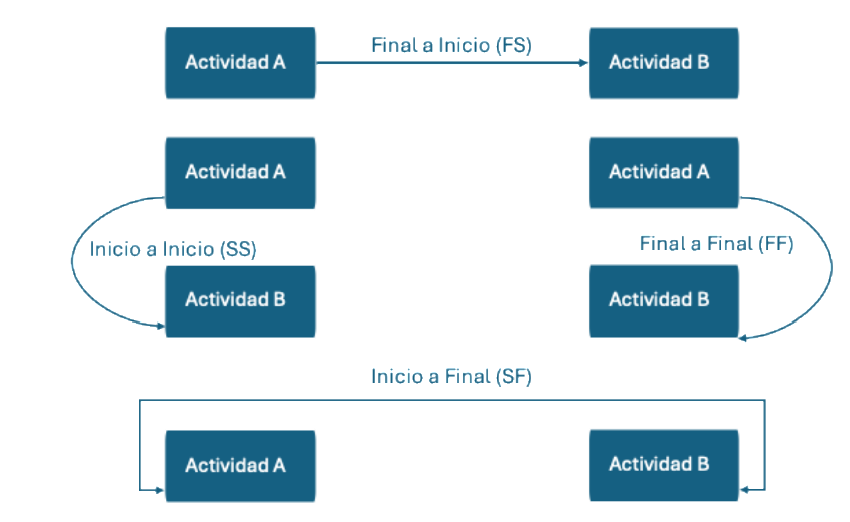 Final a Inicio (FS)
Actividad A
Actividad B
Actividad A
Actividad A
Inicio a Inicio (SS)
Final a Final (FF)
Actividad B
Actividad B
Inicio a Final (SF)
Actividad A
Actividad B